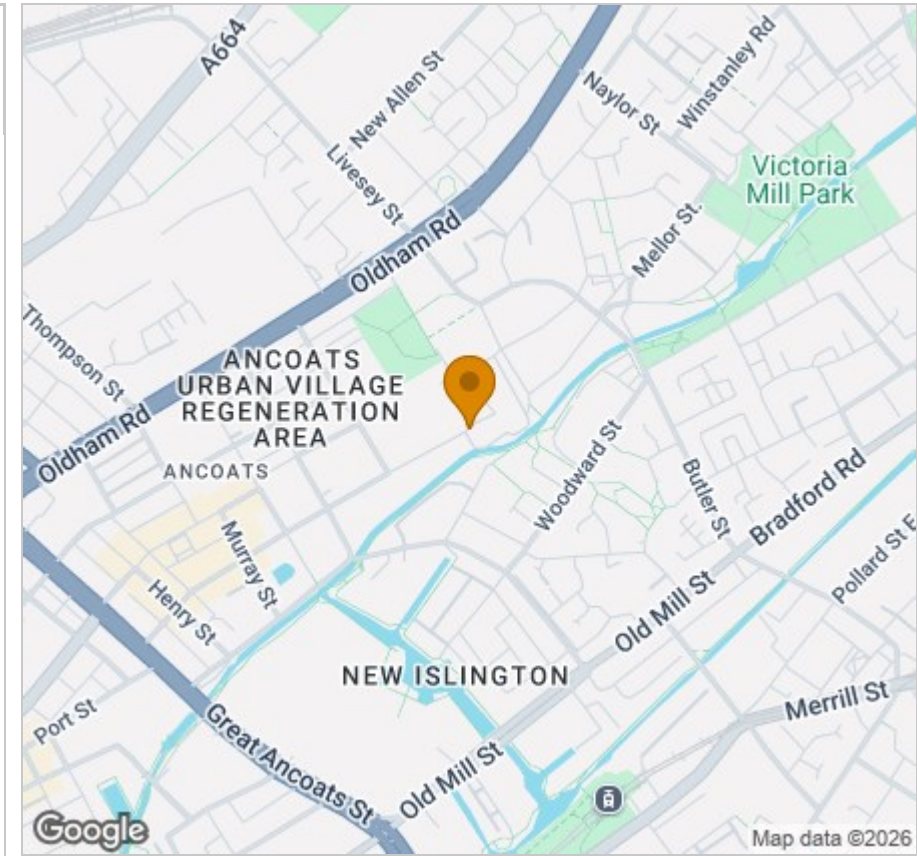 A664
New Allen St
Livesey St
Naylor St
Winstanley Rd
Victoria
Mill Park
Mellor St.
Oldham Rd
Thompson St
ANCOATS
URBAN VILLAGE
REGENERATION
AREA
Oldham Rd
ANCOATS
Woodward St
Butler St
Bradford Rd
Murray St
Henry St
Pollard St E
Old Mill St
NEW ISLINGTON
Merrill St
Port St
Great Ancoats St
Old Mill St
Google
Map data ©2026